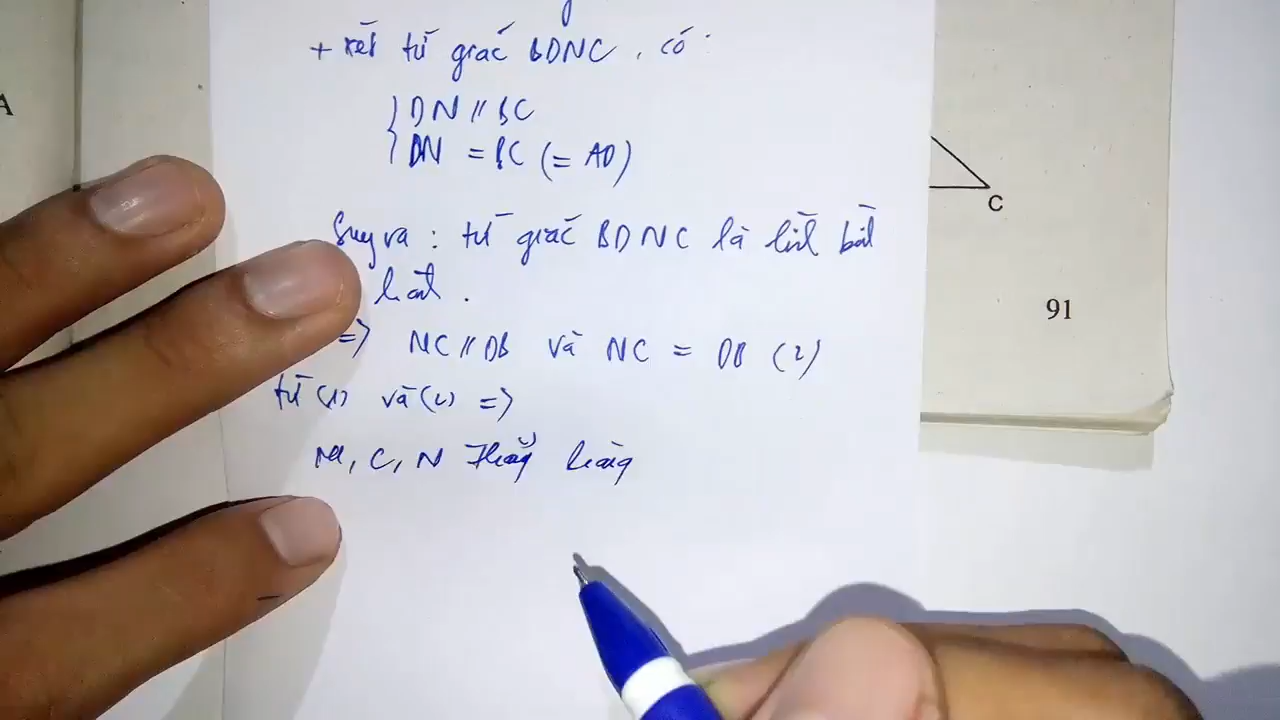 + xét tứ giác BDNC, có:
DN // BC
DN = BC (= AD)
Suy ra : tứ giác BDNC là hình bình
hành.
=> NC // DB và NC = DB (2)
từ (1) và (2) =>
M, C, N thẳng hàng
A
C
91